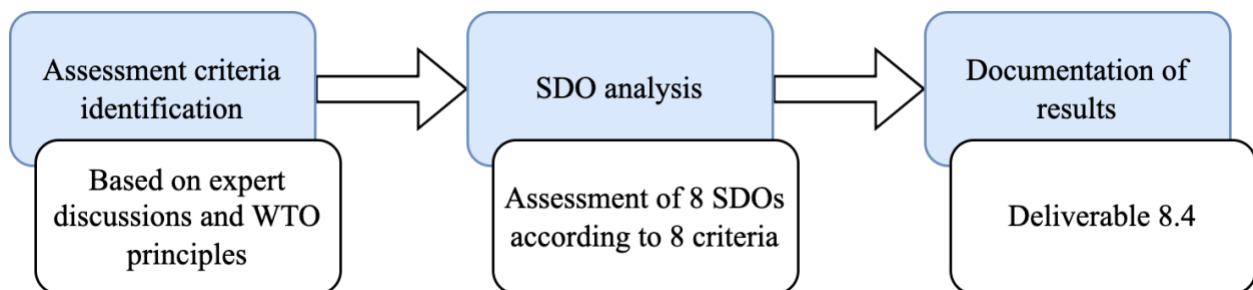 Assessment criteria
identification
Based on expert
discussions and WTO
principles
SDO analysis
Assessment of 8 SDOs
according to 8 criteria
Documentation of
results
Deliverable 8.4